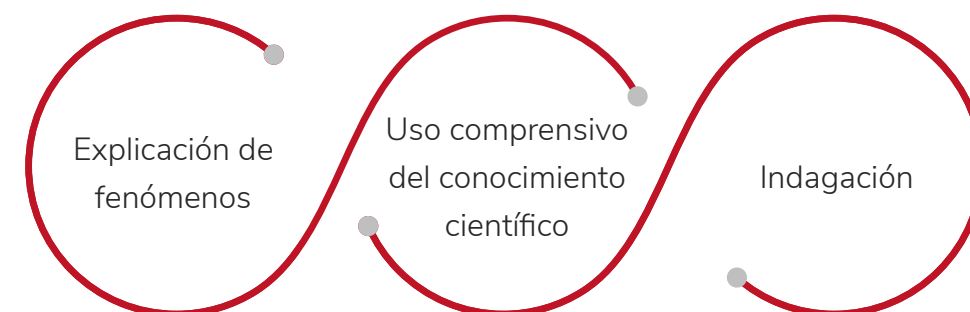 Explicación de
fenómenos
Uso comprensivo
del conocimiento
científico
Indagación